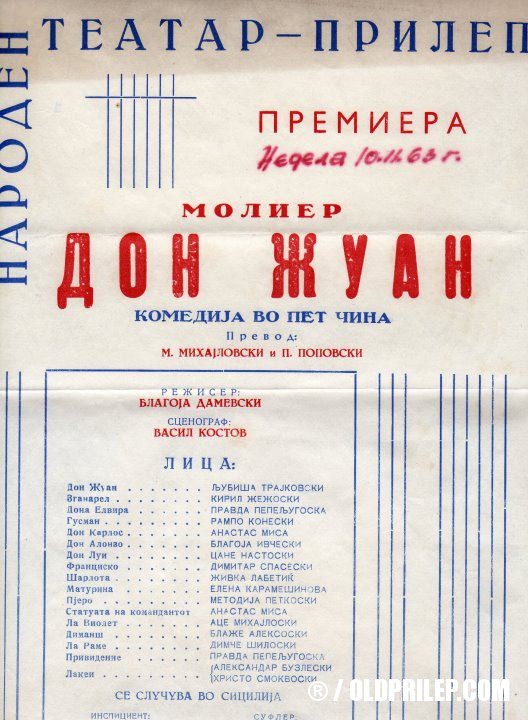 НАРОДЕН
ТЕАТАР-ПРИЛЕП
ПРЕМИЕРА
Недела 10.II.63 г.
МОЛИЕР
ДОН ЖУАН
КОМЕДИЈА ВО ПЕТ ЧИНА
Превод:
М. МИХАЈЛОВСКИ и П. ПОПОВСКИ
РЕЖИСЕР:
БЛАГОЈА ДАМЕВСКИ
СЦЕНОГРАФ:
ВАСИЛ КОСТОВ
ЛИЦА:
Дон Жуан . . . . . . . ЉУБИША ТРАЈКОВСКИ
Зганарел . . . . . . . КИРИЛ ЖЕЖОСКИ
Дона Елвира . . . . . . ПРАВДА ПЕПЕЉУГОСКА
Гусман . . . . . . . . РАМПО КОНЕСКИ
Дон Карлос . . . . . . АНАСТАС МИСА
Дон Алонзо . . . . . . БЛАГОЈА ИВЧЕСКИ
Дон Луи . . . . . . . ЦАНЕ НАСТОСКИ
Франциско . . . . . . ДИМИТАР СПАСЕСКИ
Шарлота . . . . . . . ЖИВКА ЛАБЕТИЌ
Матурина . . . . . . . ЕЛЕНА КАРАМЕШИНОВА
Пјеро . . . . . . . . МЕТОДИЈА ПЕТКОСКИ
Статуата на командантот АНАСТАС МИСА
Ла Виолет . . . . . . АЦЕ МИХАЈЛОСКИ
Диманш . . . . . . . БЛАЖЕ АЛЕКСОСКИ
Ла Раме . . . . . . . ДИМЧЕ ШИЛОСКИ
Привидение . . . . . ПРАВДА ПЕПЕЉУГОСКА
Лакеи . . . . . . . АЛЕКСАНДАР БУЗЛЕСКИ
ХРИСТО СМОКВОСКИ
СЕ СЛУЧУВА ВО СИЦИЛИЈА
ИНСПИЦИЕНТ: СУФЛЕР:
® / OLDPRILEP.COM